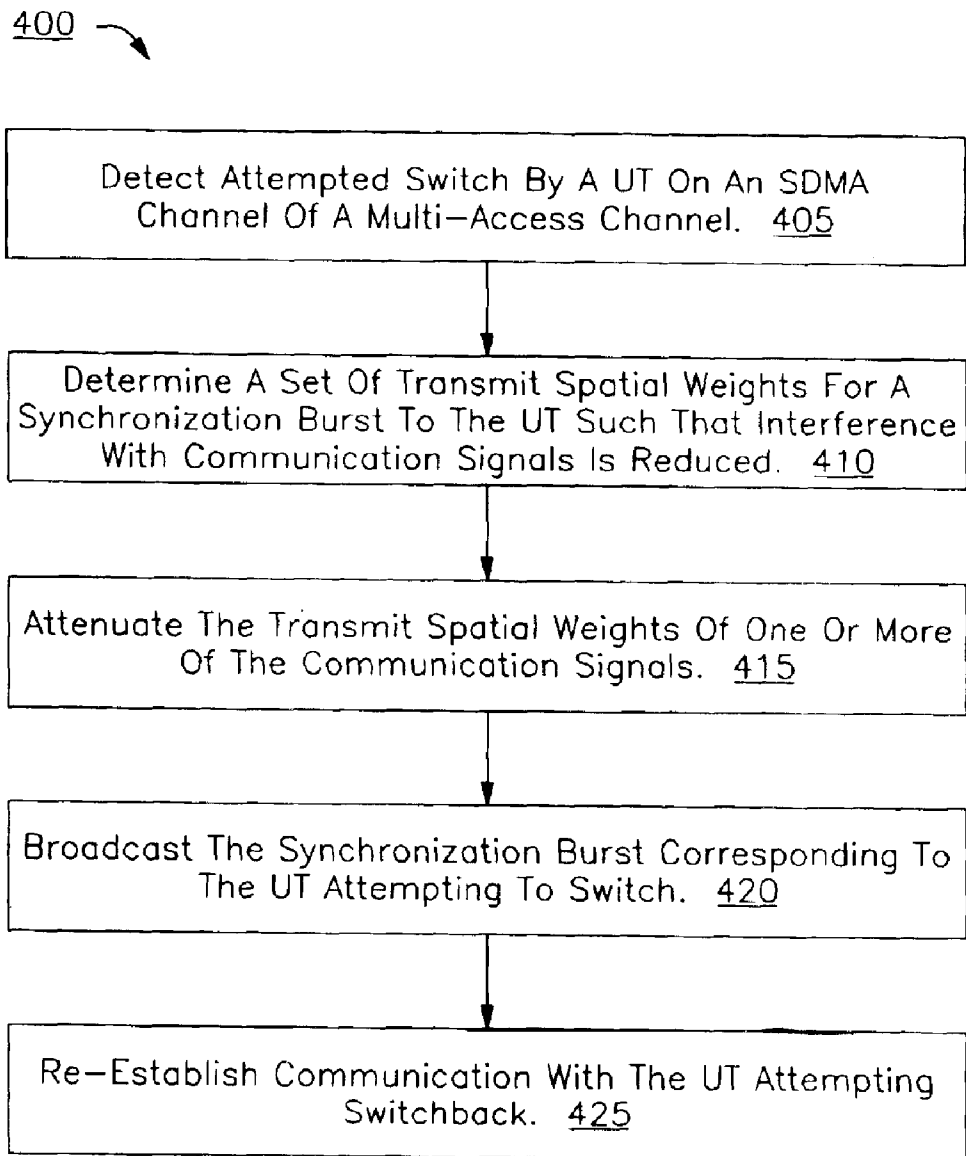 400
Detect Attempted Switch By A UT On An SDMA
Channel Of A Multi-Access Channel. 405
Determine A Set Of Transmit Spatial Weights For A
Synchronization Burst To The UT Such That Interference
With Communication Signals Is Reduced. 410
Attenuate The Transmit Spatial Weights Of One Or More
Of The Communication Signals. 415
Broadcast The Synchronization Burst Corresponding To
The UT Attempting To Switch. 420
Re-Establish Communication With The UT Attempting
Switchback. 425